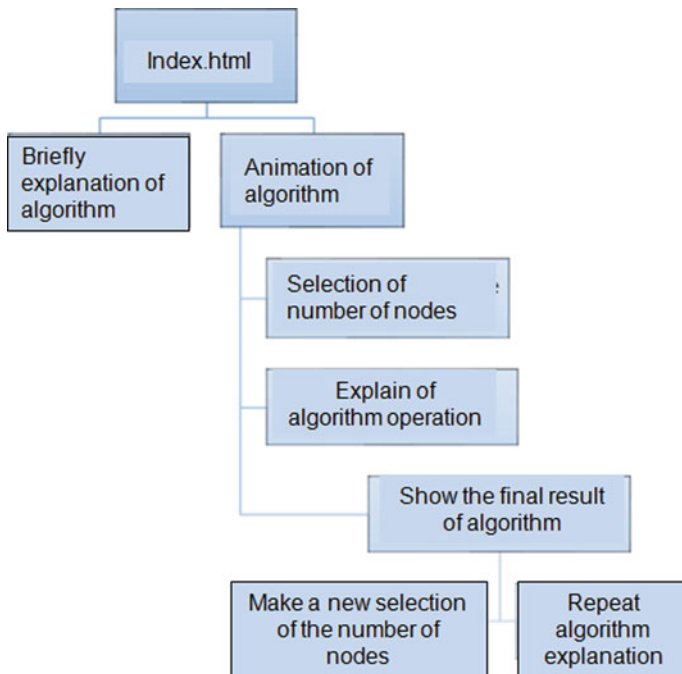 Index.html
Briefly
explanation of
algorithm
Animation of
algorithm
Selection of
number of nodes
Explain of
algorithm operation
Show the final result
of algorithm
Make a new selection
of the number of
nodes
Repeat
algorithm
explanation